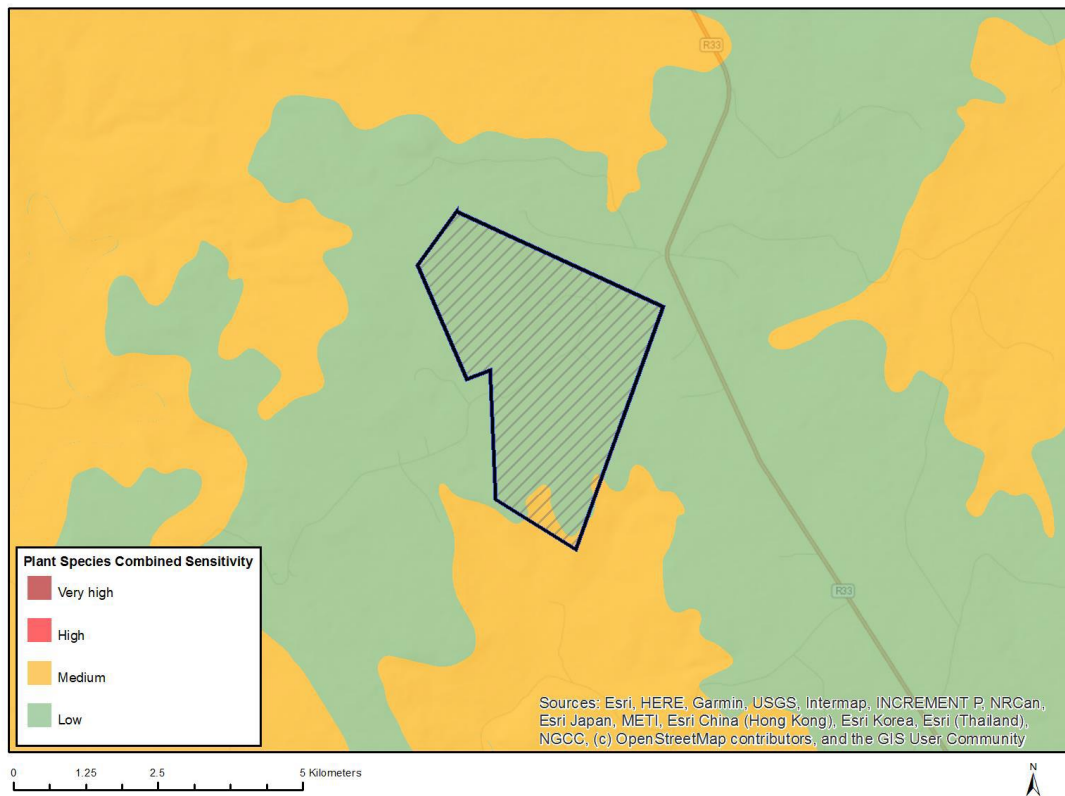 R33
R33
Plant Species Combined Sensitivity
Very high
High
Medium
Low
Sources: Esri, HERE, Garmin, USGS, Intermap, INCREMENT P, NRCan,
Esri Japan, METI, Esri China (Hong Kong), Esri Korea, Esri (Thailand),
NGCC, (c) OpenStreetMap contributors, and the GIS User Community
0 1.25 2.5 5 Kilometers
N